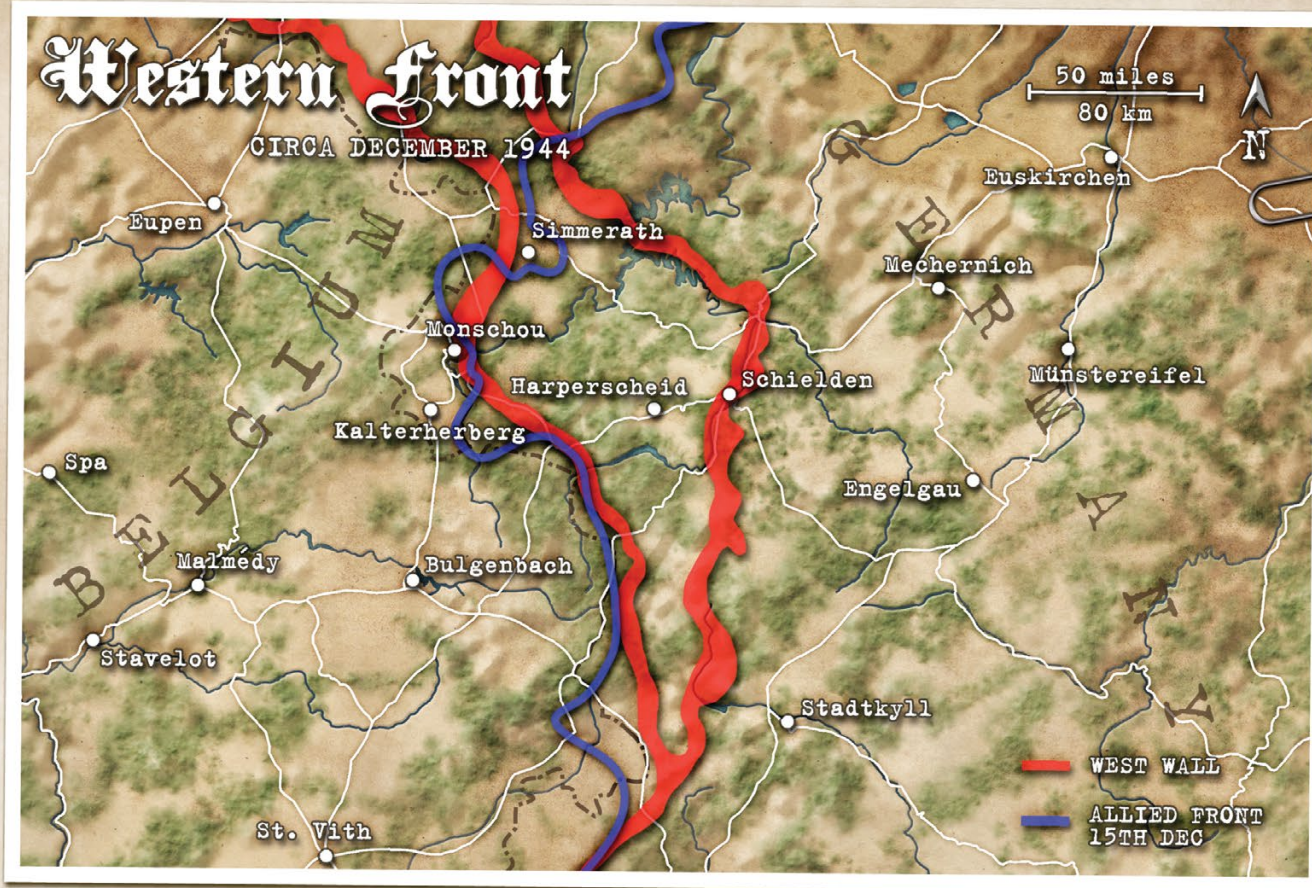 Western Front
CIRCA DECEMBER 1944
50 miles
80 km
N
Euskirchen
Eupen
Simmerath
Mechernich
Monschou
Harperscheid
Schielden
Münstereifel
Kalterherberg
Spa
Engelgau
Malmédy
Bulgenbach
Stavelot
Stadtkyll
St. Vith
BELGIUM
GERMANY
WEST WALL
ALLIED FRONT
15TH DEC